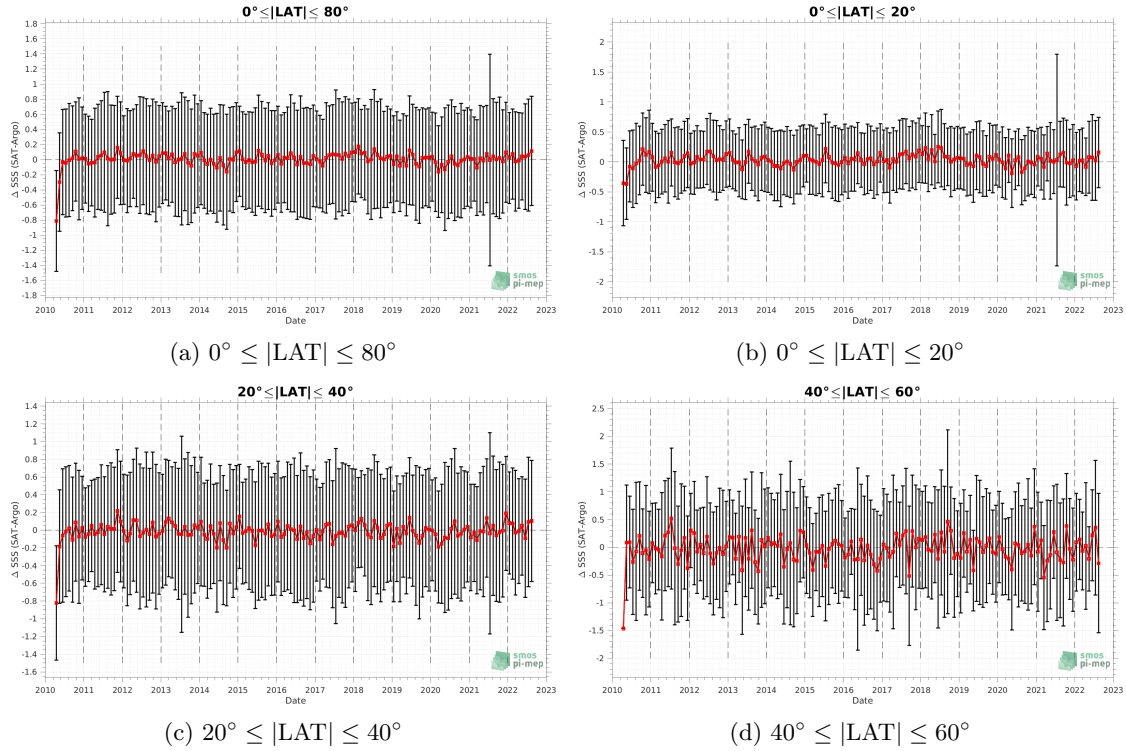 0°≤|LAT|≤ 80°
1.8
1.6
1.4
1.2
1
0.8
0.6
0.4
0.2
0
-0.2
-0.4
-0.6
-0.8
-1
-1.2
-1.4
-1.6
-1.8
Δ SSS (SAT-Argo)
2010 2011 2012 2013 2014 2015 2016 2017 2018 2019 2020 2021 2022 2023
Date
smos
pi-mep
(a) 0° ≤ |LAT| ≤ 80°
0°≤|LAT|≤ 20°
2
1.5
1
0.5
0
-0.5
-1
-1.5
-2
Δ SSS (SAT-Argo)
2010 2011 2012 2013 2014 2015 2016 2017 2018 2019 2020 2021 2022 2023
Date
smos
pi-mep
(b) 0° ≤ |LAT| ≤ 20°
20°≤|LAT|≤ 40°
1.4
1.2
1
0.8
0.6
0.4
0.2
0
-0.2
-0.4
-0.6
-0.8
-1
-1.2
-1.4
-1.6
Δ SSS (SAT-Argo)
2010 2011 2012 2013 2014 2015 2016 2017 2018 2019 2020 2021 2022 2023
Date
smos
pi-mep
(c) 20° ≤ |LAT| ≤ 40°
40°≤|LAT|≤ 60°
2.5
2
1.5
1
0.5
0
-0.5
-1
-1.5
-2
Δ SSS (SAT-Argo)
2010 2011 2012 2013 2014 2015 2016 2017 2018 2019 2020 2021 2022 2023
Date
smos
pi-mep
(d) 40° ≤ |LAT| ≤ 60°